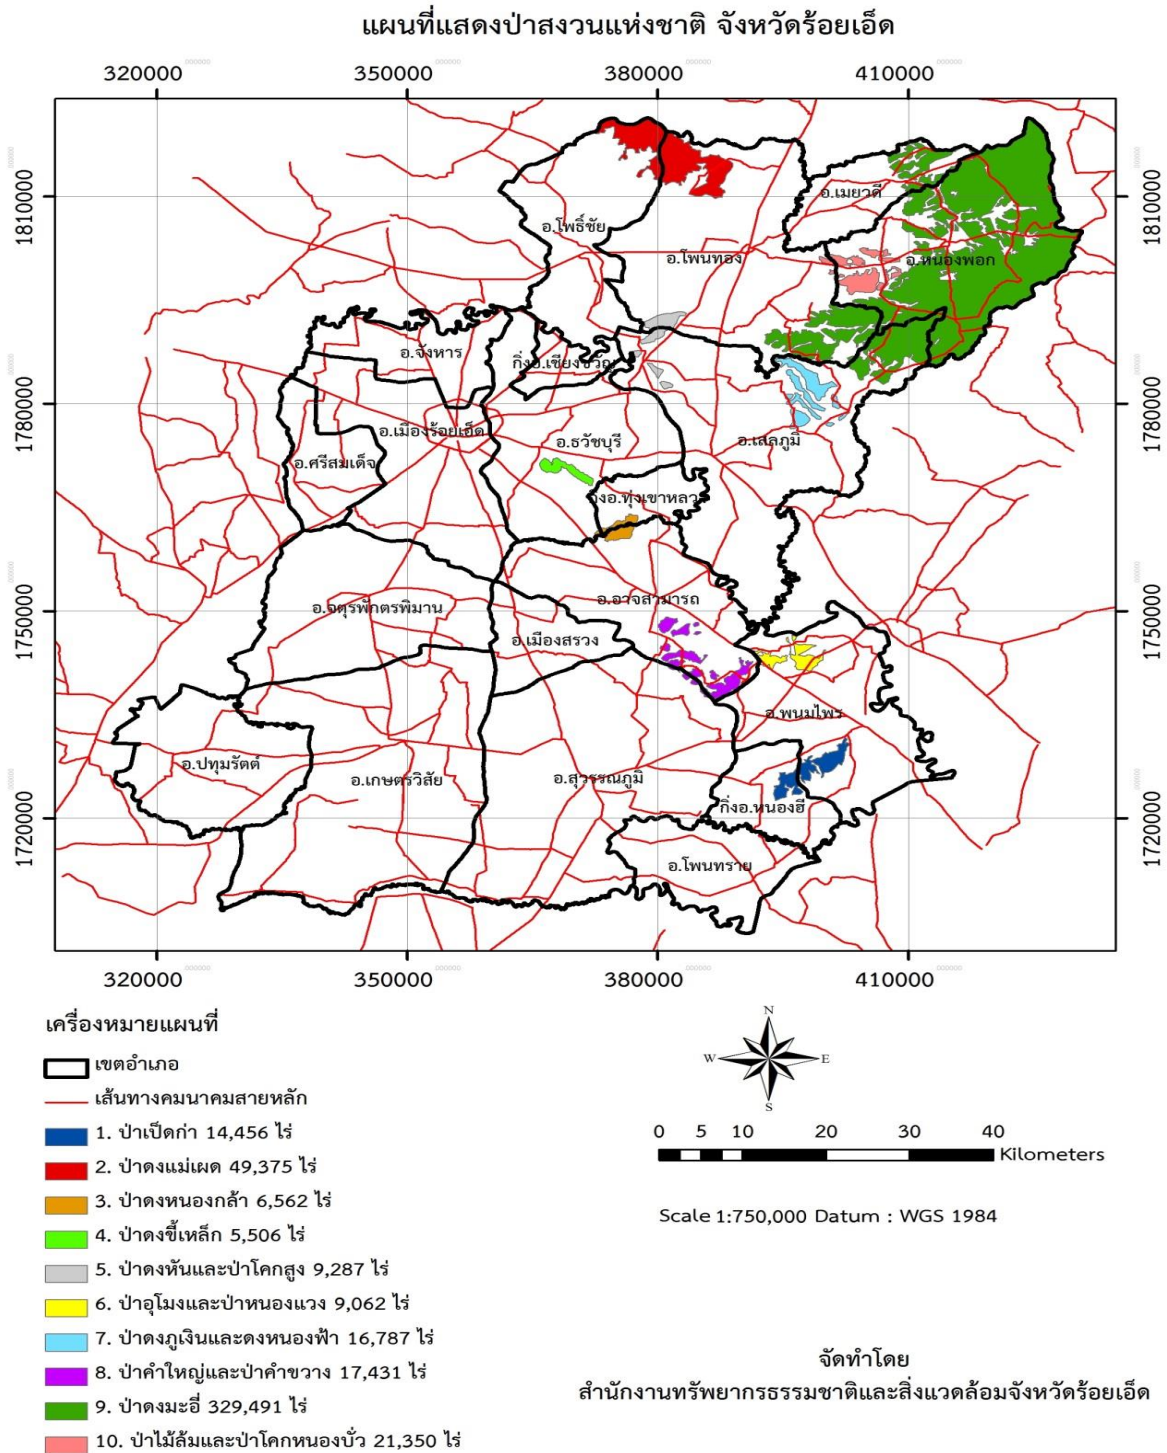 แผนที่แสดงป่าสงวนแห่งชาติ จังหวัดร้อยเอ็ด
320000 350000 380000 410000
1810000 1810000
1780000 1780000
1750000 1750000
1720000 1720000
อ.เมยวดี
อ.โพธิ์ชัย
อ.โพนทอง
อ.หนองพอก
อ.จังหาร
กิ่งอ.เชียงขวัญ
อ.เมืองร้อยเอ็ด
อ.ธวัชบุรี
อ.เสลภูมิ
อ.ศรีสมเด็จ
กิ่งอ.ทุ่งเขาหลวง
อ.จตุรพักตรพิมาน
อ.อาจสามารถ
อ.เมืองสรวง
อ.พนมไพร
อ.ปทุมรัตต์
อ.เกษตรวิสัย
อ.สุวรรณภูมิ
กิ่งอ.หนองฮี
อ.โพนทราย
320000 350000 380000 410000
เครื่องหมายแผนที่
เขตอำเภอ
เส้นทางคมนาคมสายหลัก
1. ป่าเป็ดก่า 14,456 ไร่
2. ป่าดงแม่เผด 49,375 ไร่
3. ป่าดงหนองกล้า 6,562 ไร่
4. ป่าดงขี้เหล็ก 5,506 ไร่
5. ป่าดงหันและป่าโคกสูง 9,287 ไร่
6. ป่าอุโมงและป่าหนองแวง 9,062 ไร่
7. ป่าดงภูเงินและดงหนองฟ้า 16,787 ไร่
8. ป่าคำใหญ่และป่าคำขวาง 17,431 ไร่
9. ป่าดงมะอี่ 329,491 ไร่
10. ป่าไม้ล้มและป่าโคกหนองบั่ว 21,350 ไร่
N
W E
S
0 5 10 20 30 40
Kilometers
Scale 1:750,000 Datum : WGS 1984
จัดทำโดย
สำนักงานทรัพยากรธรรมชาติและสิ่งแวดล้อมจังหวัดร้อยเอ็ด